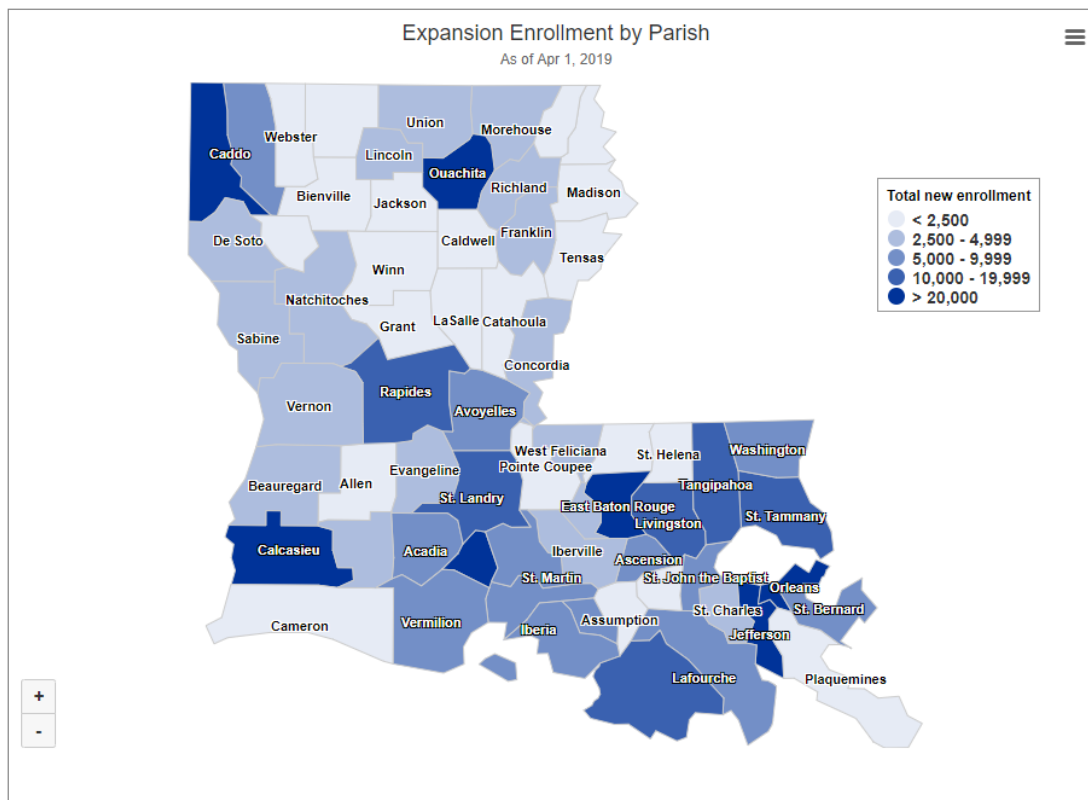 Expansion Enrollment by Parish
As of Apr 1, 2019
Union
Morehouse
Webster
Caddo
Lincoln
Ouachita
Richland
Madison
Bienville
Jackson
De Soto
Caldwell
Franklin
Tensas
Winn
Natchitoches
Grant
LaSalle
Catahoula
Sabine
Concordia
Rapides
Vernon
Avoyelles
West Feliciana
St. Helena
Washington
Pointe Coupee
Evangeline
Beauregard
Allen
St. Landry
Tangipahoa
East Baton Rouge
Livingston
St. Tammany
Calcasieu
Acadia
Iberville
Ascension
St. Martin
St. John the Baptist
Orleans
St. Charles
St. Bernard
Cameron
Vermilion
Iberia
Assumption
Jefferson
Lafourche
Plaquemines
Total new enrollment
< 2,500
2,500 - 4,999
5,000 - 9,999
10,000 - 19,999
> 20,000
+
-